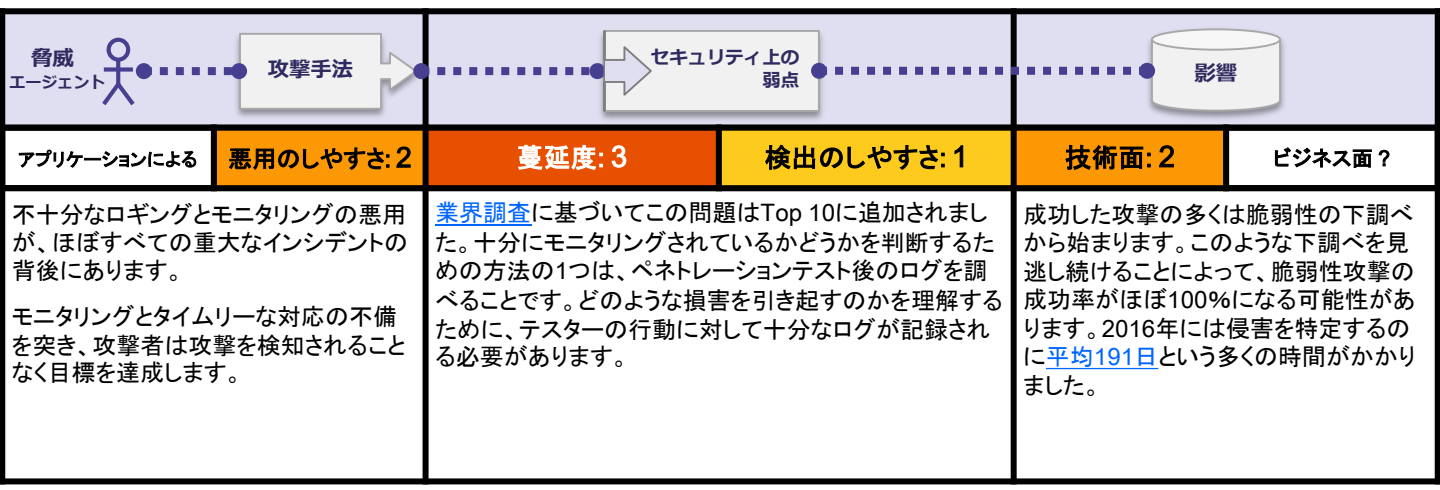 脅威
エージェント
攻撃手法
セキュリティ上の
弱点
影響
アプリケーションによる
悪用のしやすさ: 2
蔓延度: 3
検出のしやすさ: 1
技術面: 2
ビジネス面 ?
不十分なロギングとモニタリングの悪用
が、ほぼすべての重大なインシデントの
背後にあります。
モニタリングとタイムリーな対応の不備
を突き、攻撃者は攻撃を検知されること
なく目標を達成します。
業界調査に基づいてこの問題はTop 10に追加されまし
た。十分にモニタリングされているかどうかを判断するた
めの方法の1つは、ペネトレーションテスト後のログを調
べることです。どのような損害を引き起すのかを理解する
ために、テスターの行動に対して十分なログが記録され
る必要があります。
成功した攻撃の多くは脆弱性の下調べ
から始まります。このような下調べを見
逃し続けることによって、脆弱性攻撃の
成功率がほぼ100%になる可能性があ
ります。2016年には侵害を特定するの
に平均191日という多くの時間がかかり
ました。